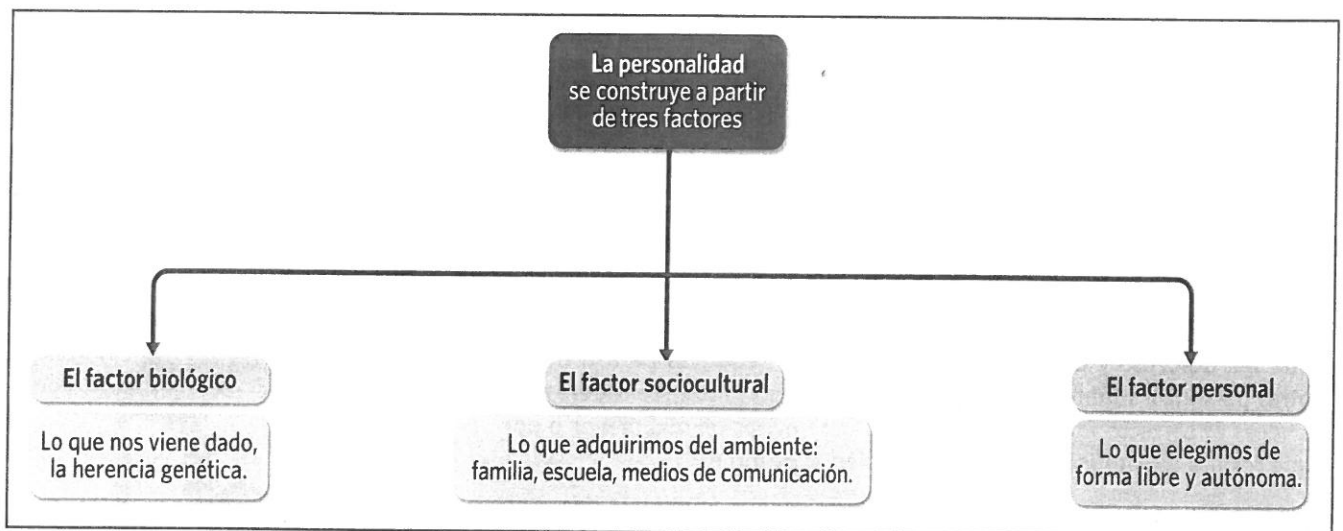 La personalidad
se construye a partir
de tres factores
El factor biológico
Lo que nos viene dado,
la herencia genética.
El factor sociocultural
Lo que adquirimos del ambiente:
familia, escuela, medios de comunicación.
El factor personal
Lo que elegimos de
forma libre y autónoma.